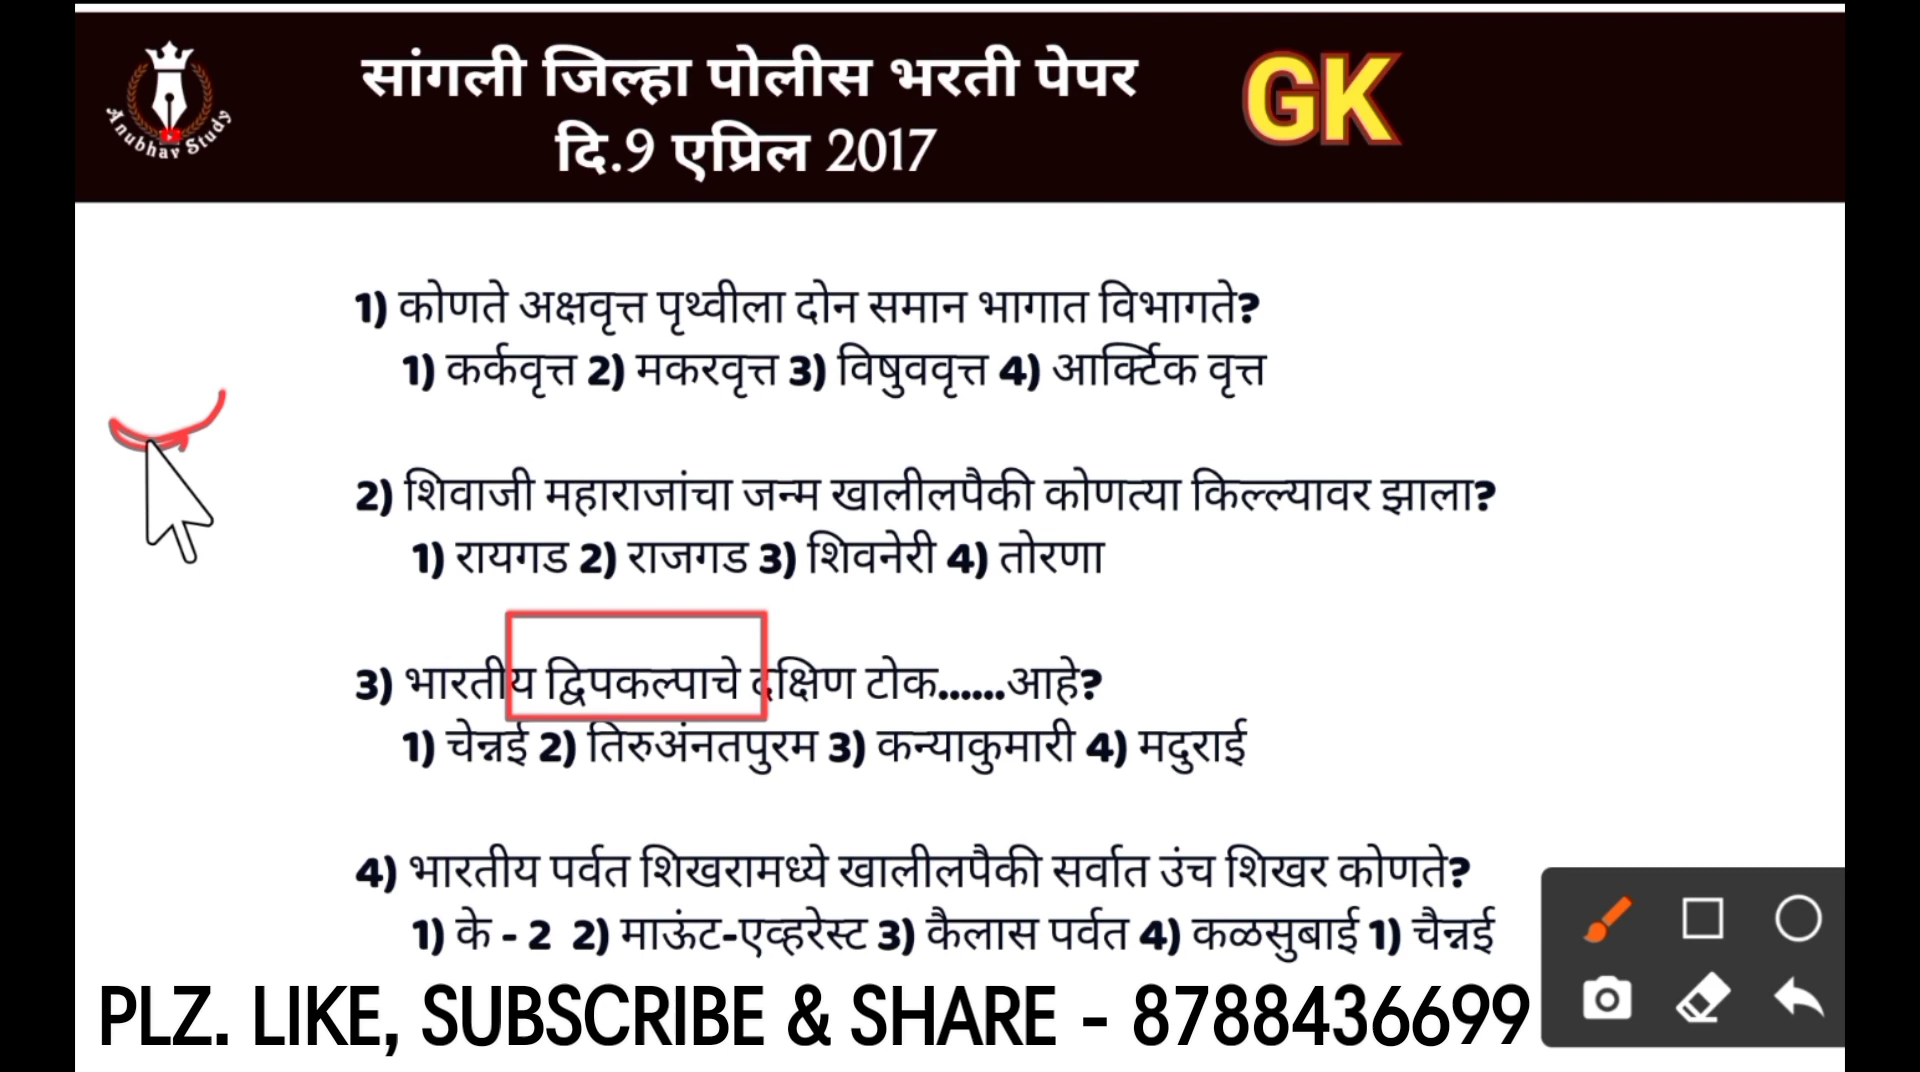 सांगली जिल्हा पोलीस भरती पेपर
दि.9 एप्रिल 2017
GK
Anubhav Study
1) कोणते अक्षवृत्त पृथ्वीला दोन समान भागात विभागते?
1) कर्कवृत्त 2) मकरवृत्त 3) विषुववृत्त 4) आर्क्टिक वृत्त
2) शिवाजी महाराजांचा जन्म खालीलपैकी कोणत्या किल्ल्यावर झाला?
1) रायगड 2) राजगड 3) शिवनेरी 4) तोरणा
3) भारतीय द्विपकल्पाचे दक्षिण टोक......आहे?
1) चेन्नई 2) तिरुअंनतपुरम 3) कन्याकुमारी 4) मदुराई
4) भारतीय पर्वत शिखरामध्ये खालीलपैकी सर्वात उंच शिखर कोणते?
1) के - 2 2) माऊंट-एव्हरेस्ट 3) कैलास पर्वत 4) कळसुबाई 1) चैन्नई
PLZ. LIKE, SUBSCRIBE & SHARE - 8788436699